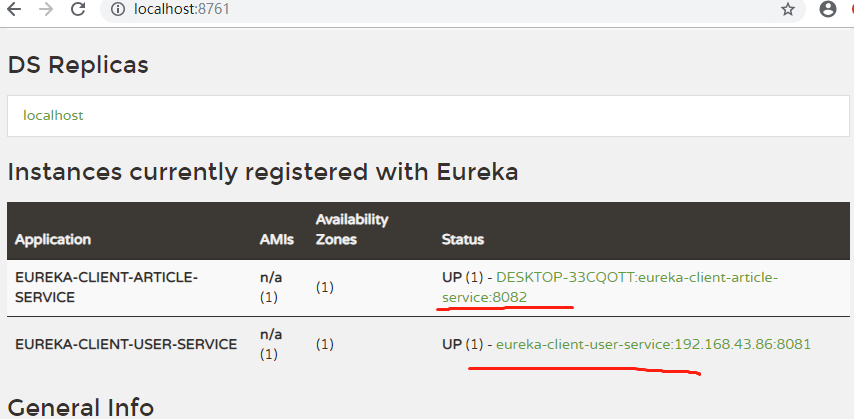 localhost:8761
DS Replicas
localhost
Instances currently registered with Eureka
Application AMIs Availability Zones Status
EUREKA-CLIENT-ARTICLE-SERVICE n/a (1) (1) UP (1) - DESKTOP-33CQOTT:eureka-client-article-service:8082
EUREKA-CLIENT-USER-SERVICE n/a (1) (1) UP (1) - eureka-client-user-service:192.168.43.86:8081
General Info